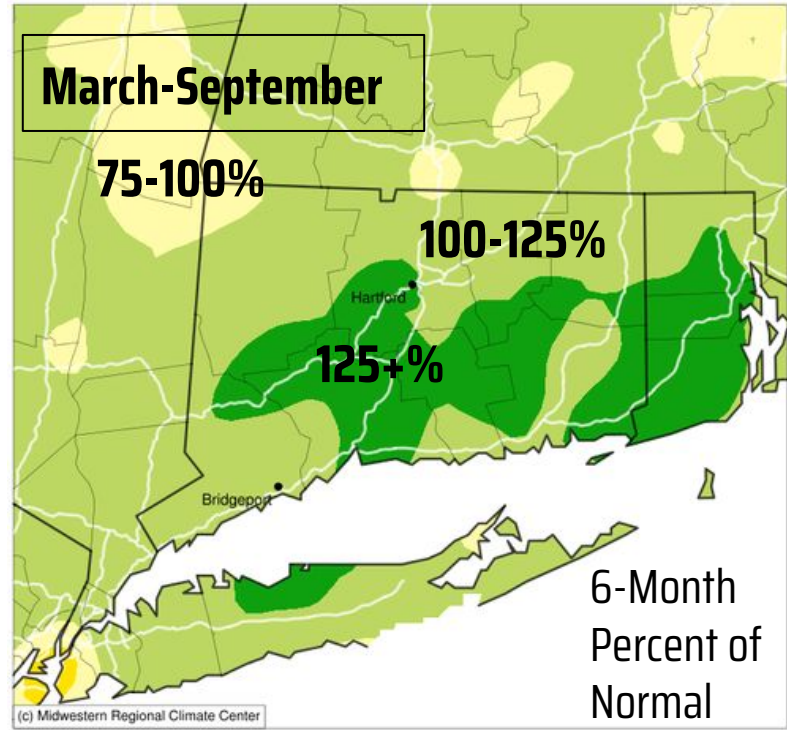 March-September
75-100%
100-125%
Hartford
125+%
Bridgeport
6-Month
Percent of
Normal
(c) Midwestern Regional Climate Center